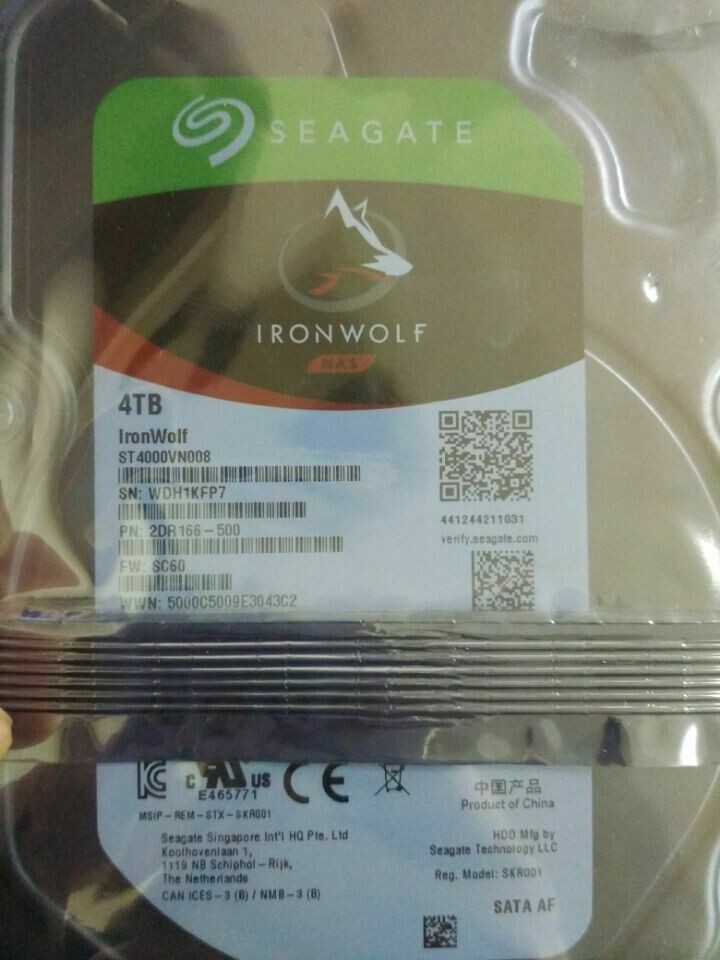 SEAGATE
IRONWOLF
NAS
4TB
IronWolf
ST4000VN008
SN: WDH1KFP7
PN: 2DR166-500
FW: SC60
WWN: 5000C5009E3043C2
441244211031
verify.seagate.com
c US
E465771
CE
MSIP-REM-STX-SKR001
Seagate Singapore Int'l HQ Pte. Ltd
Koolhovenlaan 1,
1119 NB Schiphol-Rijk,
The Netherlands
CAN ICES-3 (B) / NMB-3 (B)
中国产品
Product of China
HDD Mfg by
Seagate Technology LLC
Reg. Model: SKR001
SATA AF